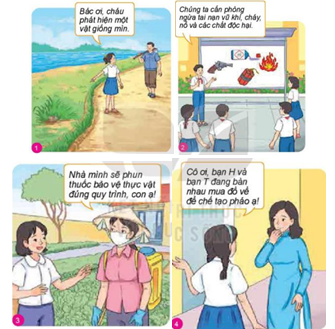 Bác ơi, cháu
phát hiện một
vật giống mìn.
1
Chúng ta cần phòng
ngừa tai nạn vũ khí, cháy,
nổ và các chất độc hại.
2
Nhà mình sẽ phun
thuốc bảo vệ thực vật
đúng quy trình, con ạ!
3
Cô ơi, bạn H và
bạn T đang bàn
nhau mua đồ về
để chế tạo pháo ạ!
4